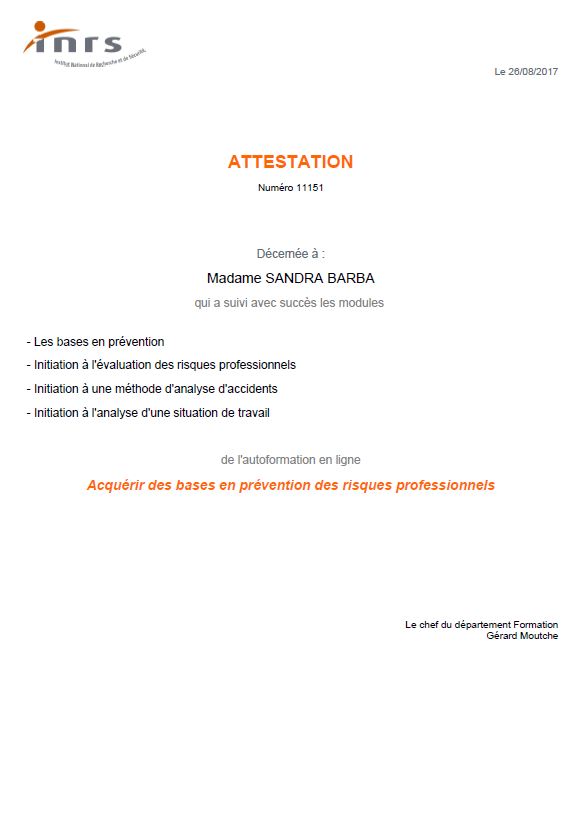 inrs
Institut National de Recherche et de Sécurité
Le 26/08/2017
ATTESTATION
Numéro 11151
Décernée à :
Madame SANDRA BARBA
qui a suivi avec succès les modules
- Les bases en prévention
- Initiation à l'évaluation des risques professionnels
- Initiation à une méthode d'analyse d'accidents
- Initiation à l'analyse d'une situation de travail
de l'autoformation en ligne
Acquérir des bases en prévention des risques professionnels
Le chef du département Formation
Gérard Moutche